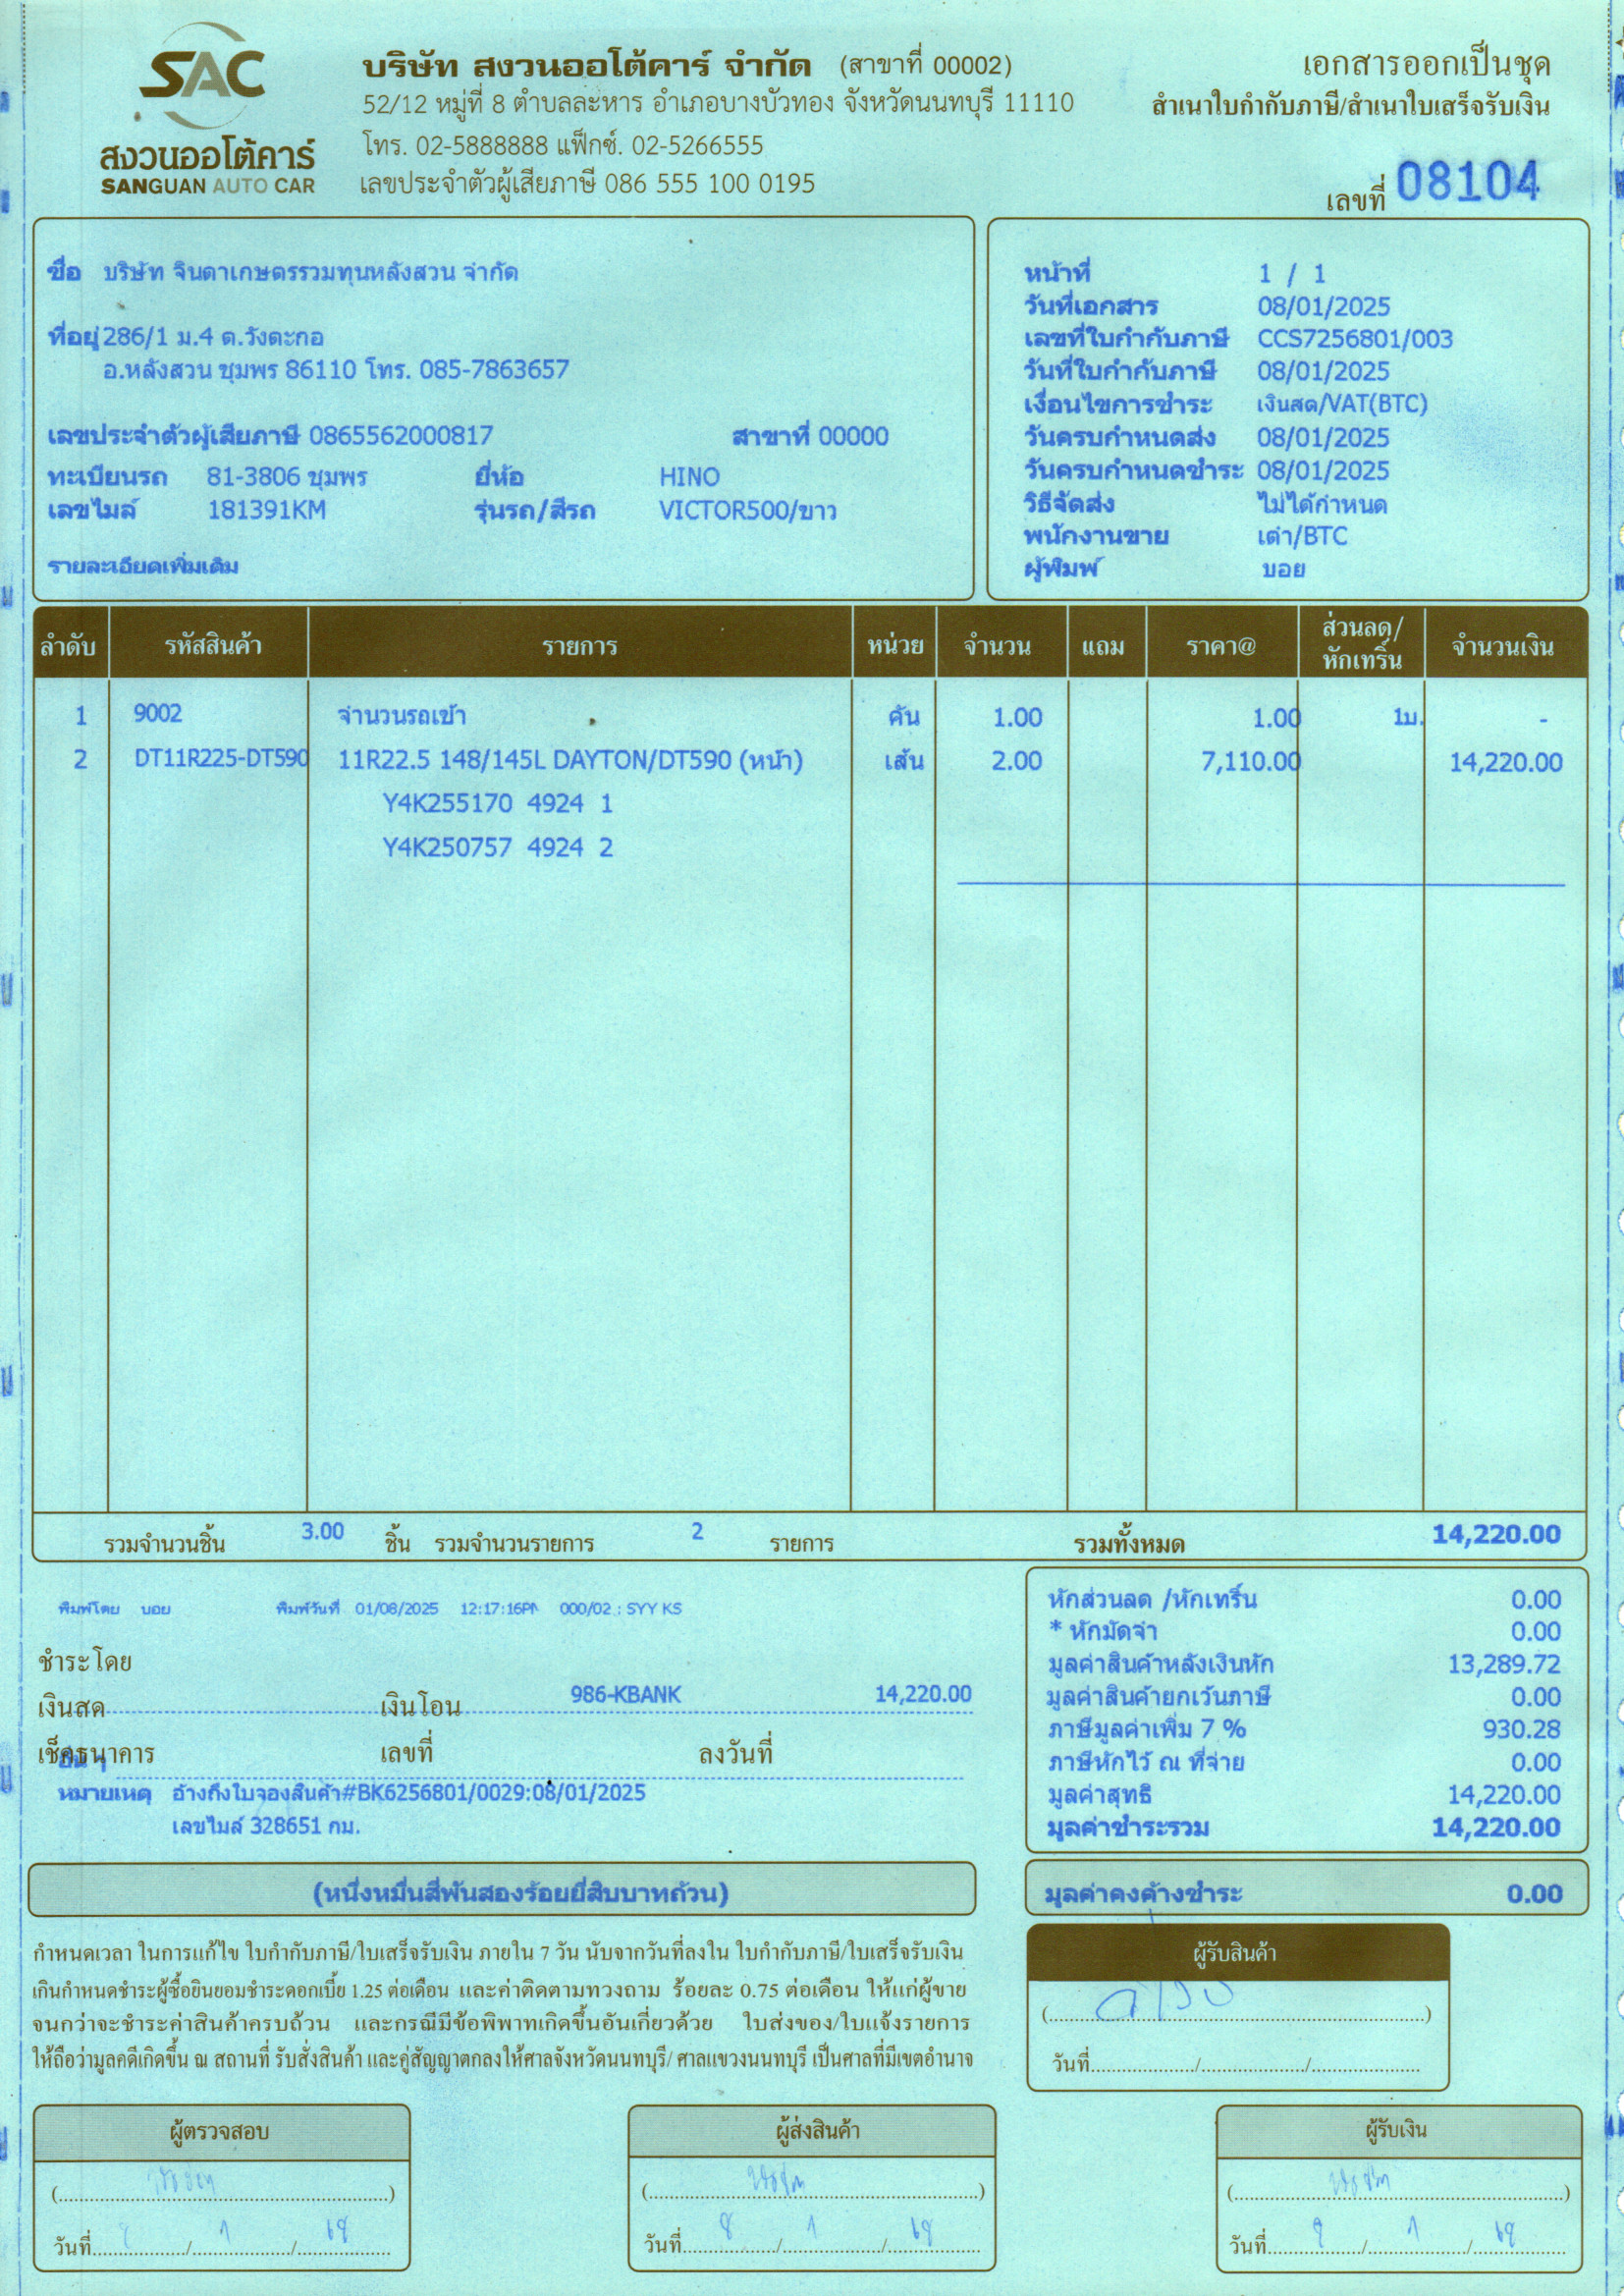 SAC
สงวนออโต้คาร์
SANGUAN AUTO CAR
บริษัท สงวนออโต้คาร์ จำกัด (สาขาที่ 00002)
52/12 หมู่ที่ 8 ตำบลละหาร อำเภอบางบัวทอง จังหวัดนนทบุรี 11110
โทร. 02-5888888 แฟ็กซ์. 02-5266555
เลขประจำตัวผู้เสียภาษี 086 555 100 0195
เอกสารออกเป็นชุด
สำเนาใบกำกับภาษี/สำเนาใบเสร็จรับเงิน
เลขที่ 08104
ชื่อ บริษัท จินดาเกษตรรวมทุนหลังสวน จำกัด
ที่อยู่ 286/1 ม.4 ต.วังตะกอ
อ.หลังสวน ชุมพร 86110 โทร. 085-7863657
เลขประจำตัวผู้เสียภาษี 0865562000817 สาขาที่ 00000
ทะเบียนรถ 81-3806 ชุมพร ยี่ห้อ HINO
เลขไมล์ 181391KM รุ่นรถ/สีรถ VICTOR500/ขาว
รายละเอียดเพิ่มเติม
หน้าที่ 1 / 1
วันที่เอกสาร 08/01/2025
เลขที่ใบกำกับภาษี CCS7256801/003
วันที่ใบกำกับภาษี 08/01/2025
เงื่อนไขการชำระ เงินสด/VAT(BTC)
วันครบกำหนดส่ง 08/01/2025
วันครบกำหนดชำระ 08/01/2025
วิธีจัดส่ง ไม่ได้กำหนด
พนักงานขาย เต่า/BTC
ผู้พิมพ์ บอย
ลำดับ รหัสสินค้า รายการ หน่วย จำนวน แถม ราคา@ ส่วนลด/หักเทริ์น จำนวนเงิน
1 9002 จำนวนรถเข้า คัน 1.00 1.00 1บ. -
2 DT11R225-DT590 11R22.5 148/145L DAYTON/DT590 (หน้า) เส้น 2.00 7,110.00 14,220.00
Y4K255170 4924 1
Y4K250757 4924 2
รวมจำนวนชิ้น 3.00 ชิ้น รวมจำนวนรายการ 2 รายการ รวมทั้งหมด 14,220.00
พิมพ์โดย บอย พิมพ์วันที่ 01/08/2025 12:17:16PM 000/02 : SYY KS
ชำระโดย
เงินสด เงินโอน 986-KBANK 14,220.00
เช็คธนาคาร เลขที่ ลงวันที่
อื่น ๆ
หมายเหตุ อ้างถึงใบจองสินค้า#BK6256801/0029:08/01/2025
เลขไมล์ 328651 กม.
หักส่วนลด /หักเทริ์น 0.00
* หักมัดจำ 0.00
มูลค่าสินค้าหลังเงินหัก 13,289.72
มูลค่าสินค้ายกเว้นภาษี 0.00
ภาษีมูลค่าเพิ่ม 7 % 930.28
ภาษีหักไว้ ณ ที่จ่าย 0.00
มูลค่าสุทธิ 14,220.00
มูลค่าชำระรวม 14,220.00
(หนึ่งหมื่นสี่พันสองร้อยยี่สิบบาทถ้วน)
มูลค่าคงค้างชำระ 0.00
กำหนดเวลา ในการแก้ไข ใบกำกับภาษี/ใบเสร็จรับเงิน ภายใน 7 วัน นับจากวันที่ลงใน ใบกำกับภาษี/ใบเสร็จรับเงิน
เกินกำหนดชำระผู้ซื้อยินยอมชำระดอกเบี้ย 1.25 ต่อเดือน และค่าติดตามทวงถาม ร้อยละ 0.75 ต่อเดือน ให้แก่ผู้ขาย
จนกว่าจะชำระค่าสินค้าครบถ้วน และกรณีมีข้อพิพาทเกิดขึ้นอันเกี่ยวด้วย ใบส่งของ/ใบแจ้งรายการ
ให้ถือว่ามูลคดีเกิดขึ้น ณ สถานที่ รับสั่งสินค้า และคู่สัญญาตกลงให้ศาลจังหวัดนนทบุรี/ ศาลแขวงนนทบุรี เป็นศาลที่มีเขตอำนาจ
ผู้รับสินค้า
วันที่ / /
ผู้ตรวจสอบ ผู้ส่งสินค้า ผู้รับเงิน
วันที่ 8 / 1 / 68 วันที่ 8 / 1 / 68 วันที่ 8 / 1 / 68